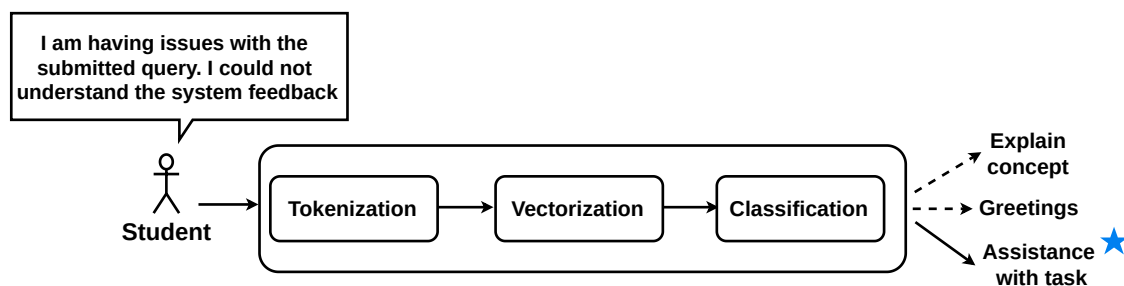 I am having issues with the
submitted query. I could not
understand the system feedback
Student
Tokenization
Vectorization
Classification
Explain
concept
Greetings
Assistance
with task